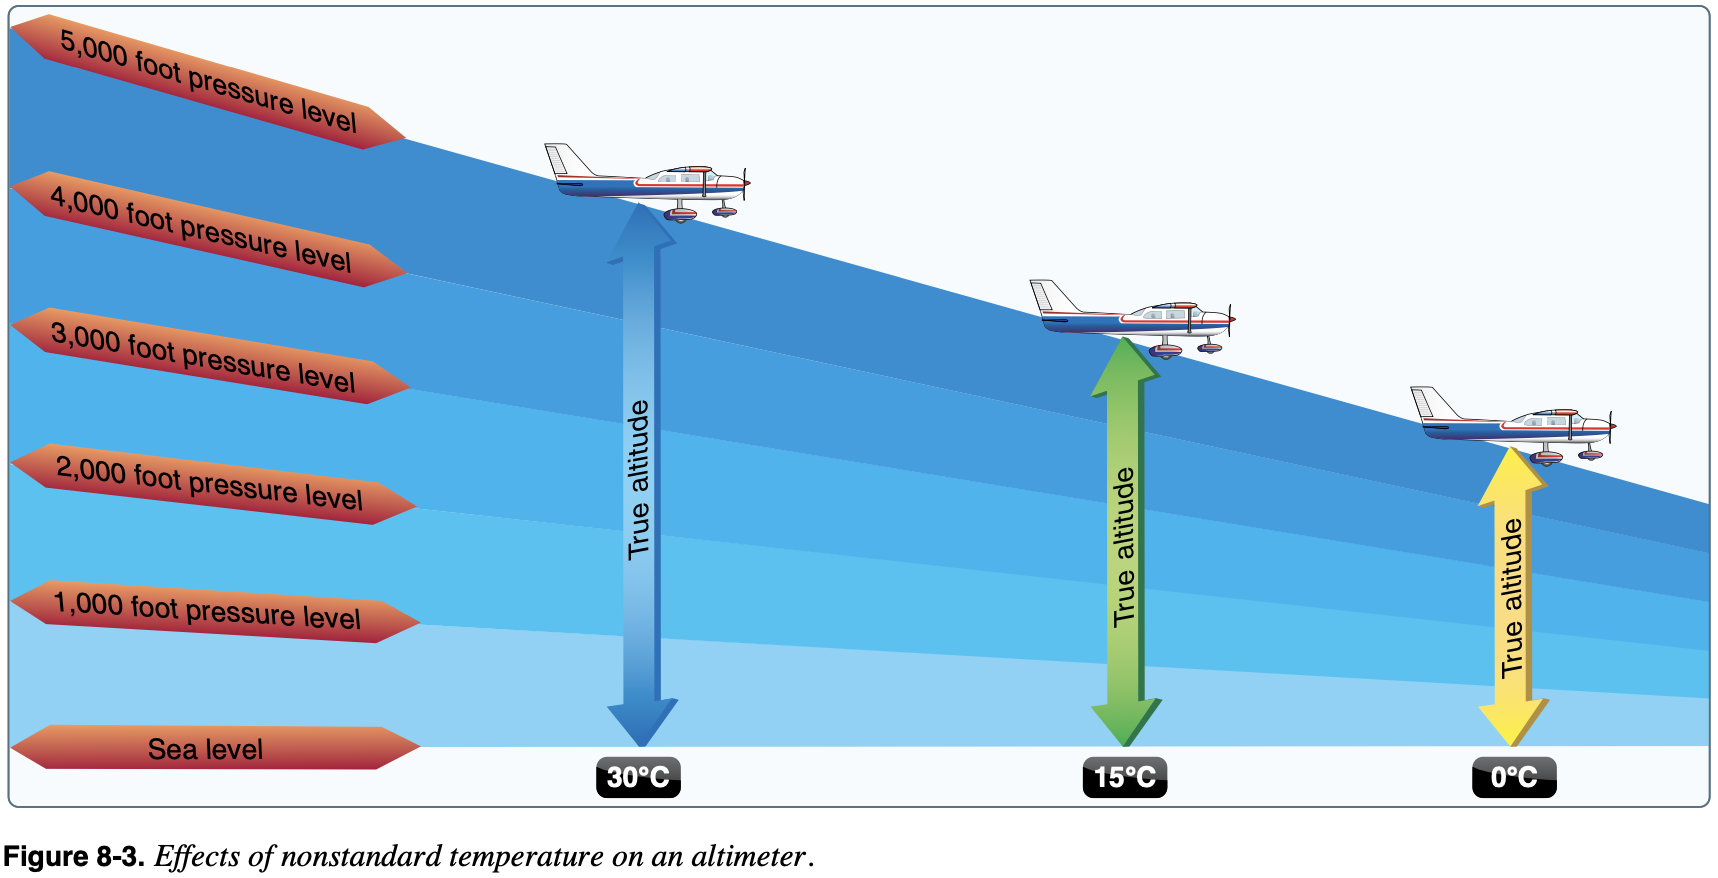 5,000 foot pressure level
4,000 foot pressure level
3,000 foot pressure level
2,000 foot pressure level
1,000 foot pressure level
Sea level
True altitude
True altitude
True altitude
30°C
15°C
0°C
Figure 8-3. Effects of nonstandard temperature on an altimeter.